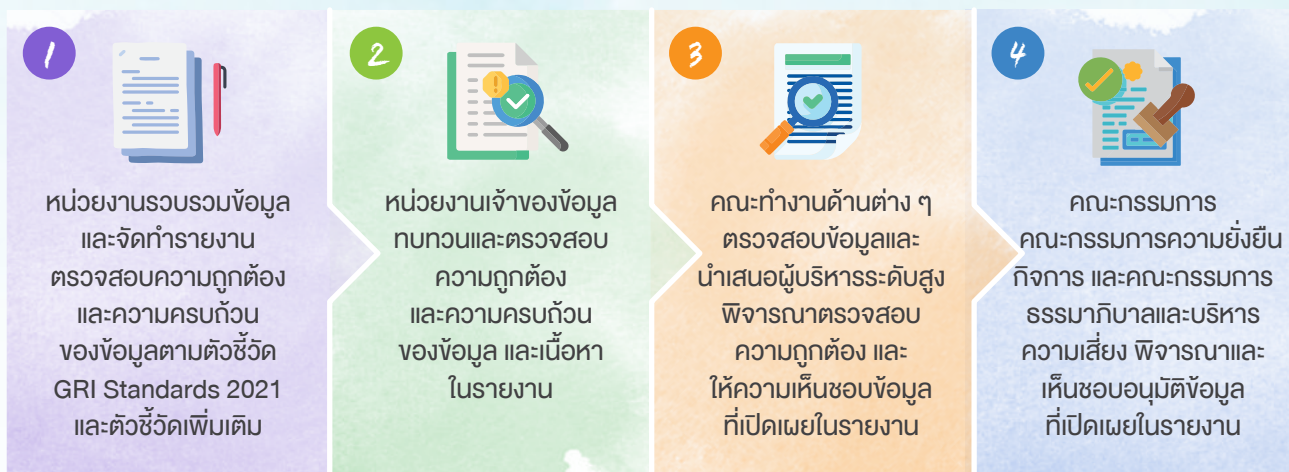 1
หน่วยงานรวบรวมข้อมูล
และจัดทำรายงาน
ตรวจสอบความถูกต้อง
และความครบถ้วน
ของข้อมูลตามตัวชี้วัด
GRI Standards 2021
และตัวชี้วัดเพิ่มเติม
2
หน่วยงานเจ้าของข้อมูล
ทบทวนและตรวจสอบ
ความถูกต้อง
และความครบถ้วน
ของข้อมูล และเนื้อหา
ในรายงาน
3
คณะทำงานด้านต่าง ๆ
ตรวจสอบข้อมูลและ
นำเสนอผู้บริหารระดับสูง
พิจารณาตรวจสอบ
ความถูกต้อง และ
ให้ความเห็นชอบข้อมูล
ที่เปิดเผยในรายงาน
4
คณะกรรมการ
คณะกรรมการความยั่งยืน
กิจการ และคณะกรรมการ
ธรรมาภิบาลและบริหาร
ความเสี่ยง พิจารณาและ
เห็นชอบอนุมัติข้อมูล
ที่เปิดเผยในรายงาน